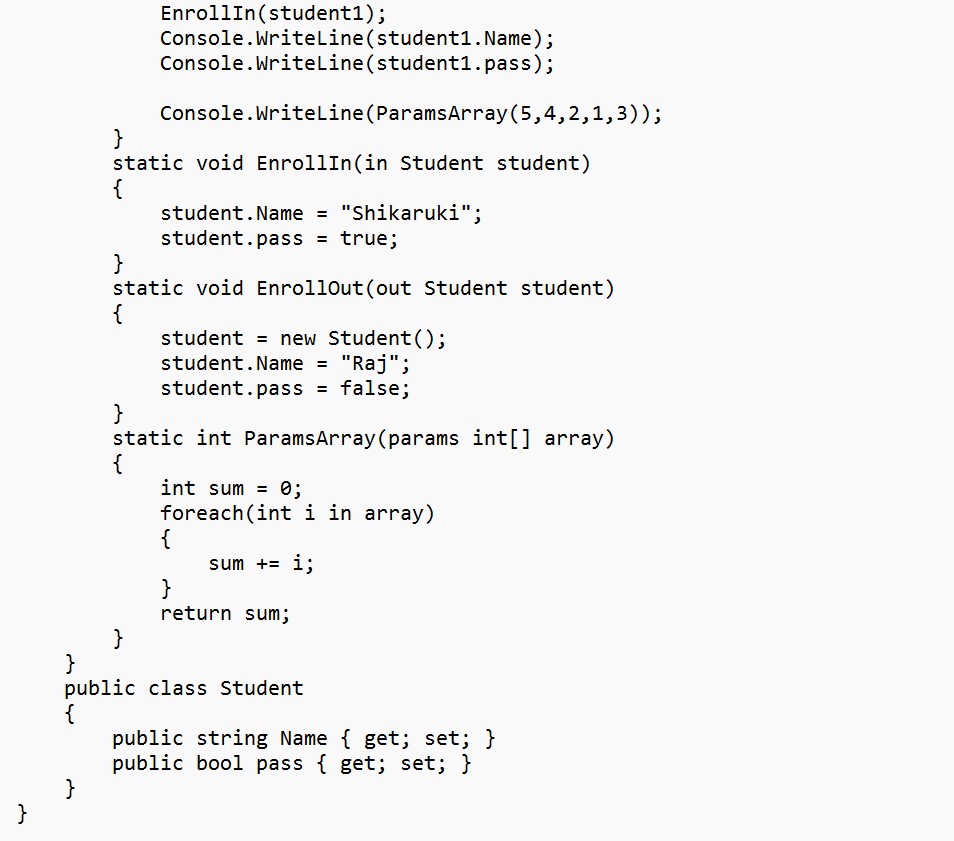 EnrollIn(student1);
Console.WriteLine(student1.Name);
Console.WriteLine(student1.pass);
Console.WriteLine(ParamsArray(5,4,2,1,3));
}
static void EnrollIn(in Student student)
{
student.Name = "Shikaruki";
student.pass = true;
}
static void EnrollOut(out Student student)
{
student = new Student();
student.Name = "Raj";
student.pass = false;
}
static int ParamsArray(params int[] array)
{
int sum = 0;
foreach(int i in array)
{
sum += i;
}
return sum;
}
}
public class Student
{
public string Name { get; set; }
public bool pass { get; set; }
}
}